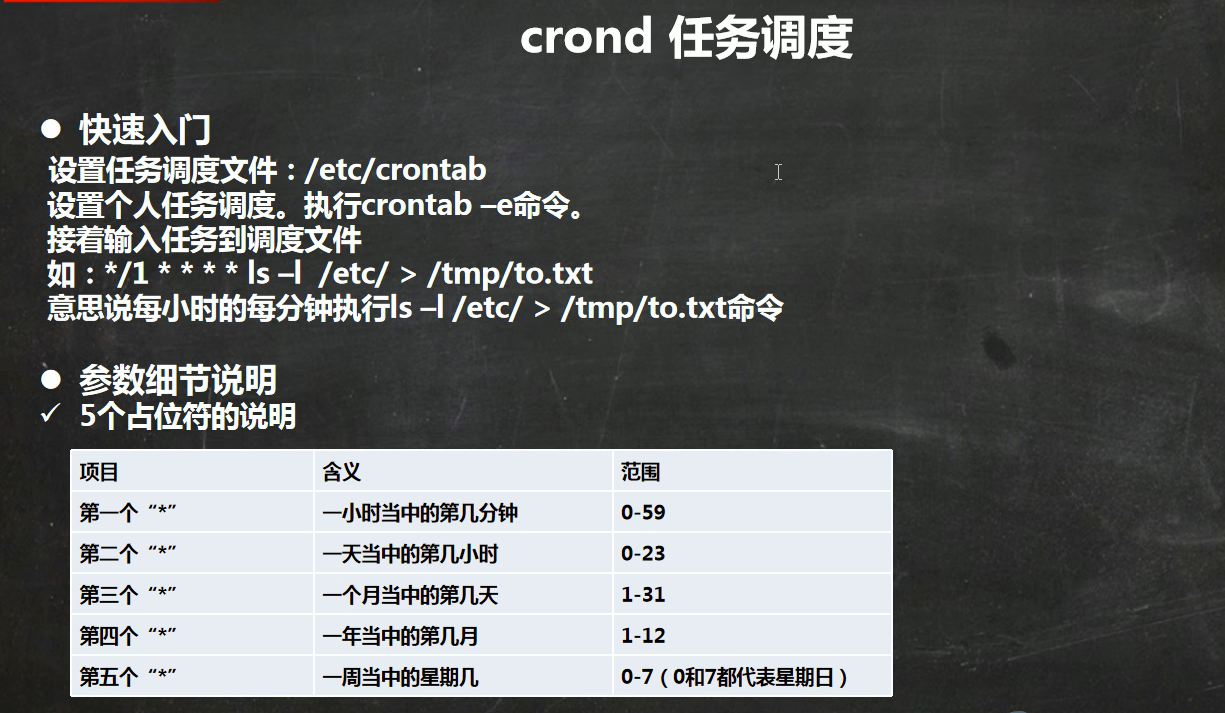 crond 任务调度
● 快速入门
设置任务调度文件：/etc/crontab
设置个人任务调度。执行crontab –e命令。
接着输入任务到调度文件
如：*/1 * * * * ls –l  /etc/ > /tmp/to.txt
意思说每小时的每分钟执行ls –l /etc/ > /tmp/to.txt命令
● 参数细节说明
✓ 5个占位符的说明
项目 含义 范围
第一个“*” 一小时当中的第几分钟 0-59
第二个“*” 一天当中的第几小时 0-23
第三个“*” 一个月当中的第几天 1-31
第四个“*” 一年当中的第几月 1-12
第五个“*” 一周当中的星期几 0-7（0和7都代表星期日）